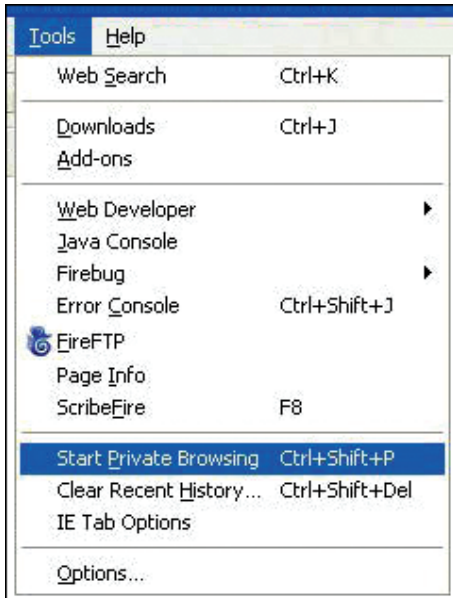 Tools Help
Web Search Ctrl+K
Downloads Ctrl+J
Add-ons
Web Developer
Java Console
Firebug
Error Console Ctrl+Shift+J
FireFTP
Page Info
ScribeFire F8
Start Private Browsing Ctrl+Shift+P
Clear Recent History... Ctrl+Shift+Del
IE Tab Options
Options...